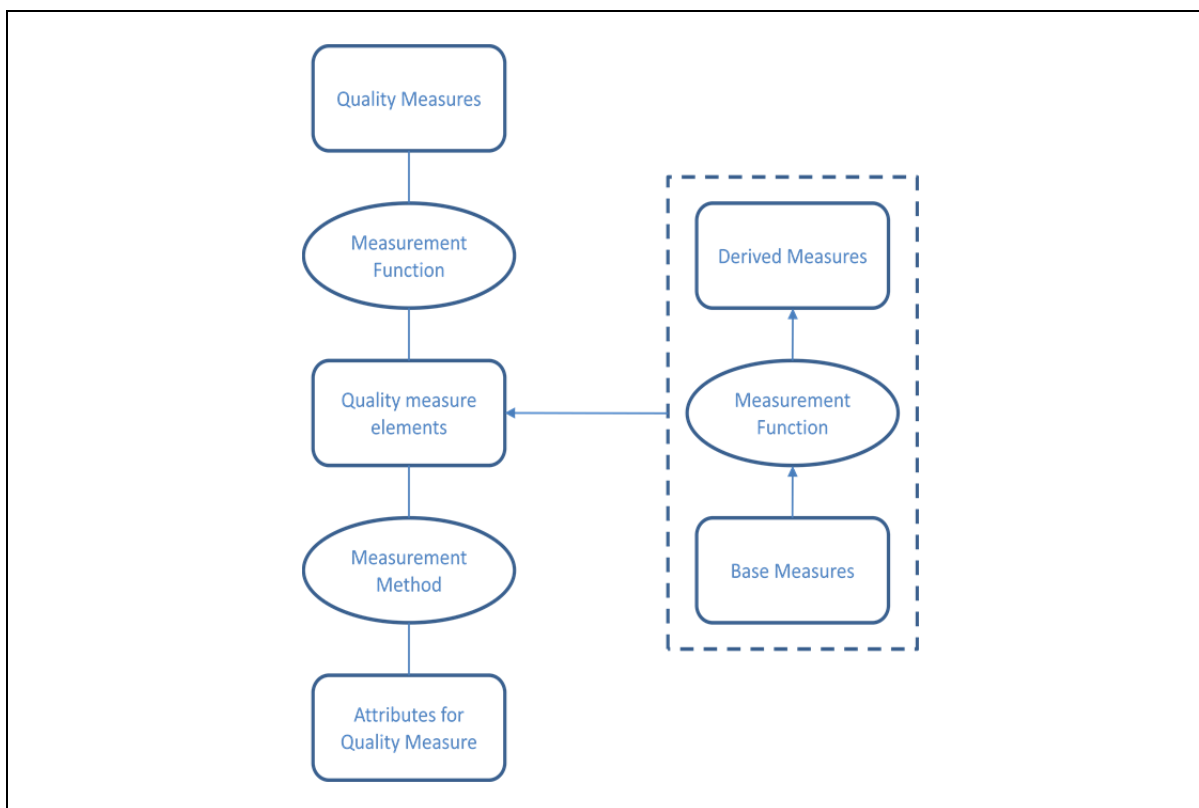 Quality Measures
Measurement
Function
Quality measure
elements
Measurement
Method
Attributes for
Quality Measure
Derived Measures
Measurement
Function
Base Measures